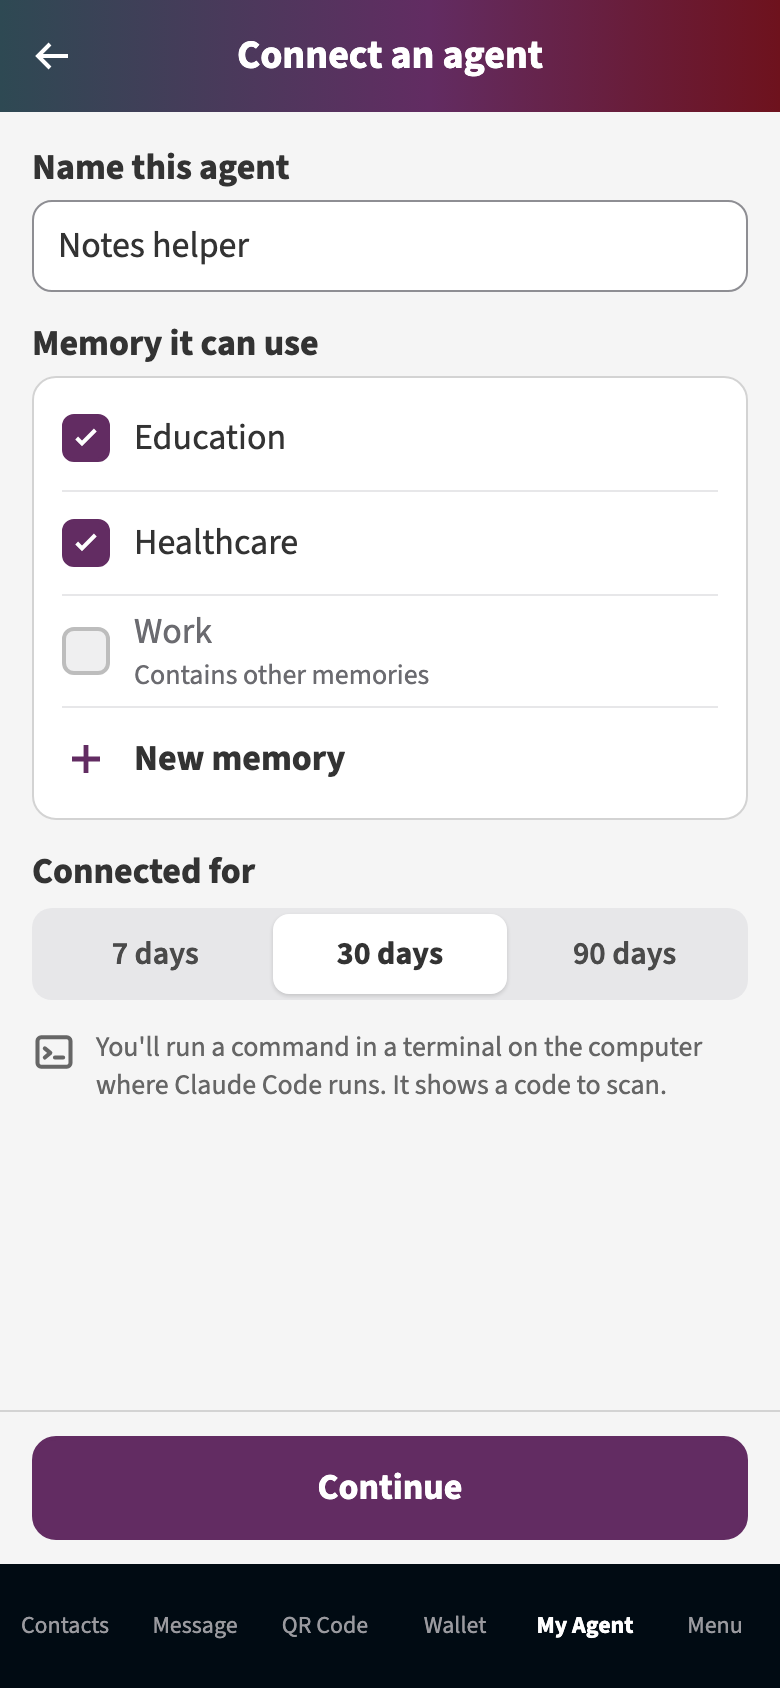 Connect an agent
Name this agent
Notes helper
Memory it can use
Education
Healthcare
Work
Contains other memories
New memory
Connected for
7 days
30 days
90 days
You'll run a command in a terminal on the computer
where Claude Code runs. It shows a code to scan.
Continue
Contacts
Message
QR Code
Wallet
My Agent
Menu